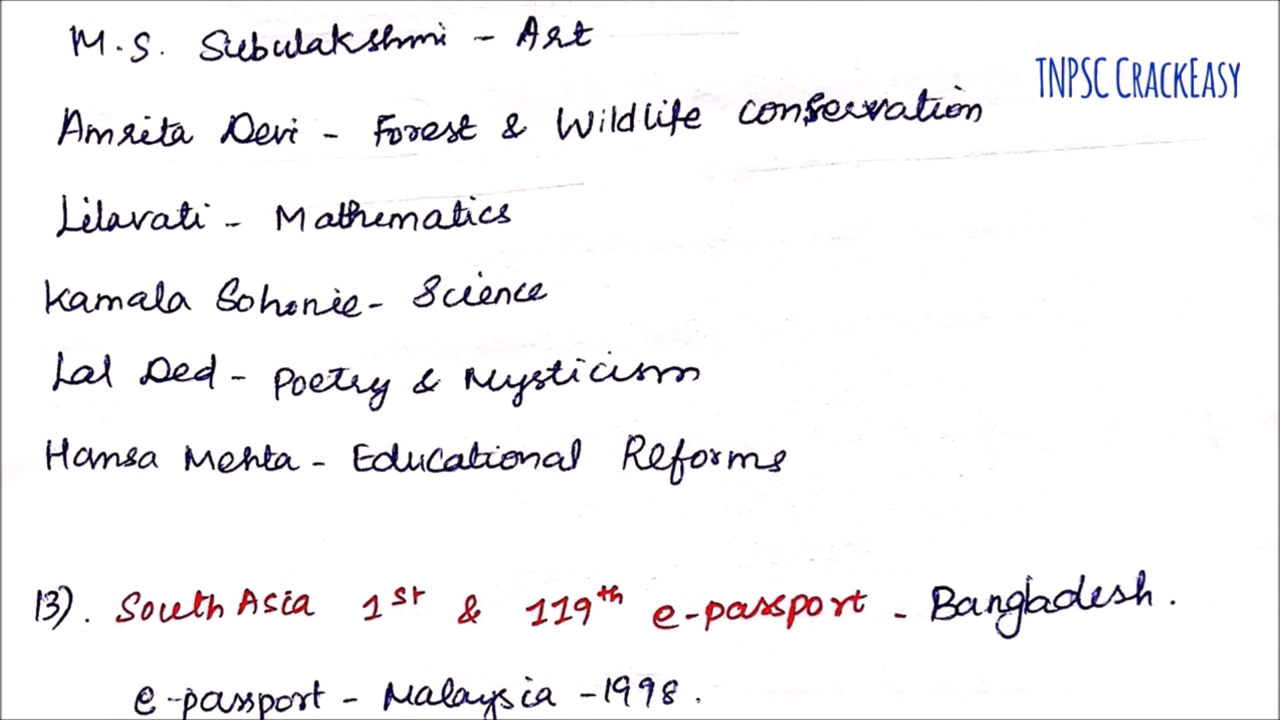 M.S. Subulakshmi - Art
TNPSC CRACKEASY
Amrita Devi - Forest & Wildlife conservation
Lilavati - Mathematics
Kamala Sohonie - Science
Lal Ded - Poetry & Mysticism
Hansa Mehta - Educational Reforms
13). South Asia 1st & 119th e-passport - Bangladesh.
e-passport - Malaysia - 1998.